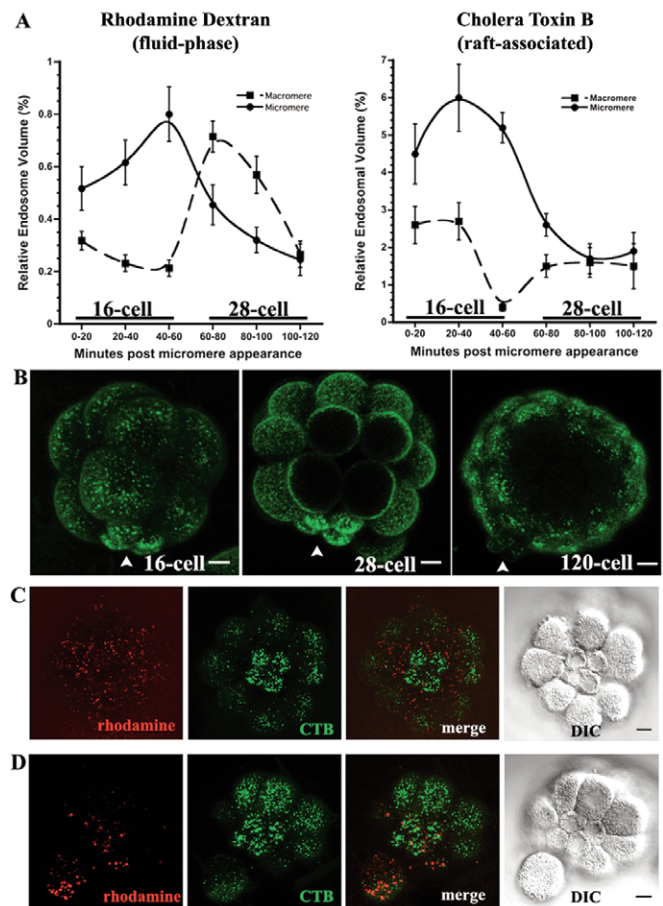 A
Rhodamine Dextran
(fluid-phase)
Relative Endosome Volume (%)
1
0.8
0.6
0.4
0.2
0
Macromere
Micromere
16-cell
28-cell
0-20 20-40 40-60 60-80 80-100 100-120
Minutes post micromere appearance
Cholera Toxin B
(raft-associated)
Relative Endosomal Volume (%)
7
6
5
4
3
2
1
0
Macromere
Micromere
16-cell
28-cell
0-20 20-40 40-60 60-80 80-100 100-120
Minutes post micromere appearance
B
16-cell
28-cell
120-cell
C
rhodamine
CTB
merge
DIC
D
rhodamine
CTB
merge
DIC